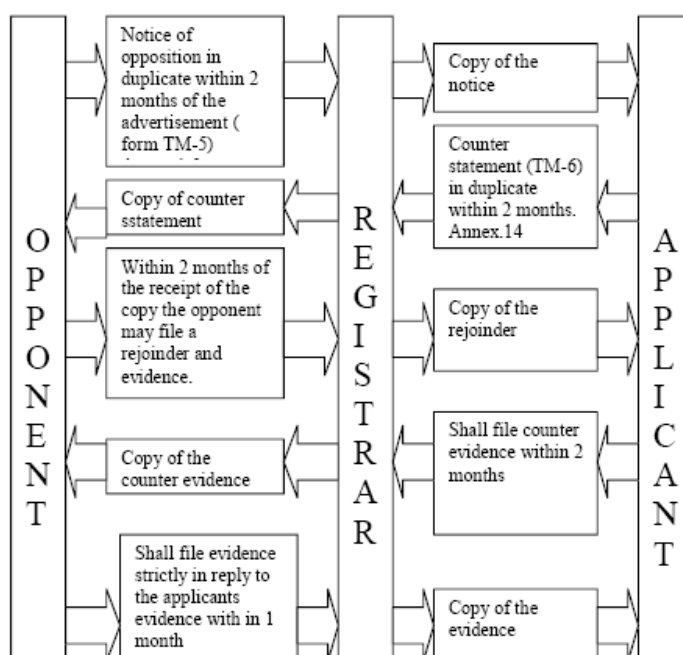 OPPONENT
Notice of
opposition in
duplicate within 2
months of the
advertisement (
form TM-5)
REGISTRAR
Copy of the
notice
APPLICANT
Counter
statement (TM-6)
in duplicate
within 2 months.
Annex.14
Copy of counter
sstatement
Within 2 months of
the receipt of the
copy the opponent
may file a
rejoinder and
evidence.
Copy of the
rejoinder
Shall file counter
evidence within 2
months
Copy of the
counter evidence
Shall file evidence
strictly in reply to
the applicants
evidence with in 1
month
Copy of the
evidence